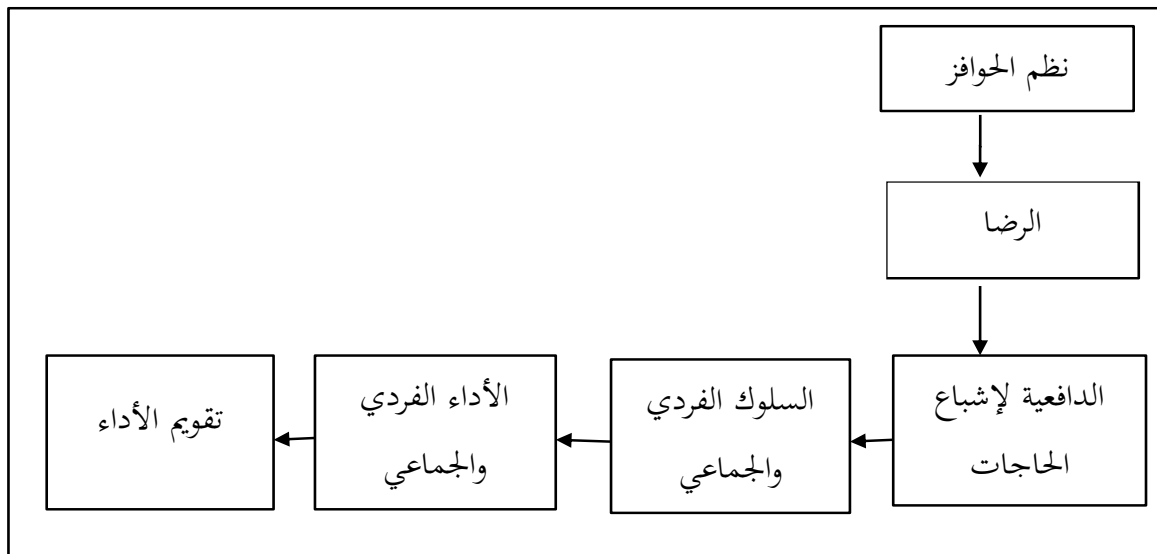 نظم الحوافز
الرضا
الدافعية لإشباع
الحاجات
السلوك الفردي
والجماعي
الأداء الفردي
والجماعي
تقويم الأداء